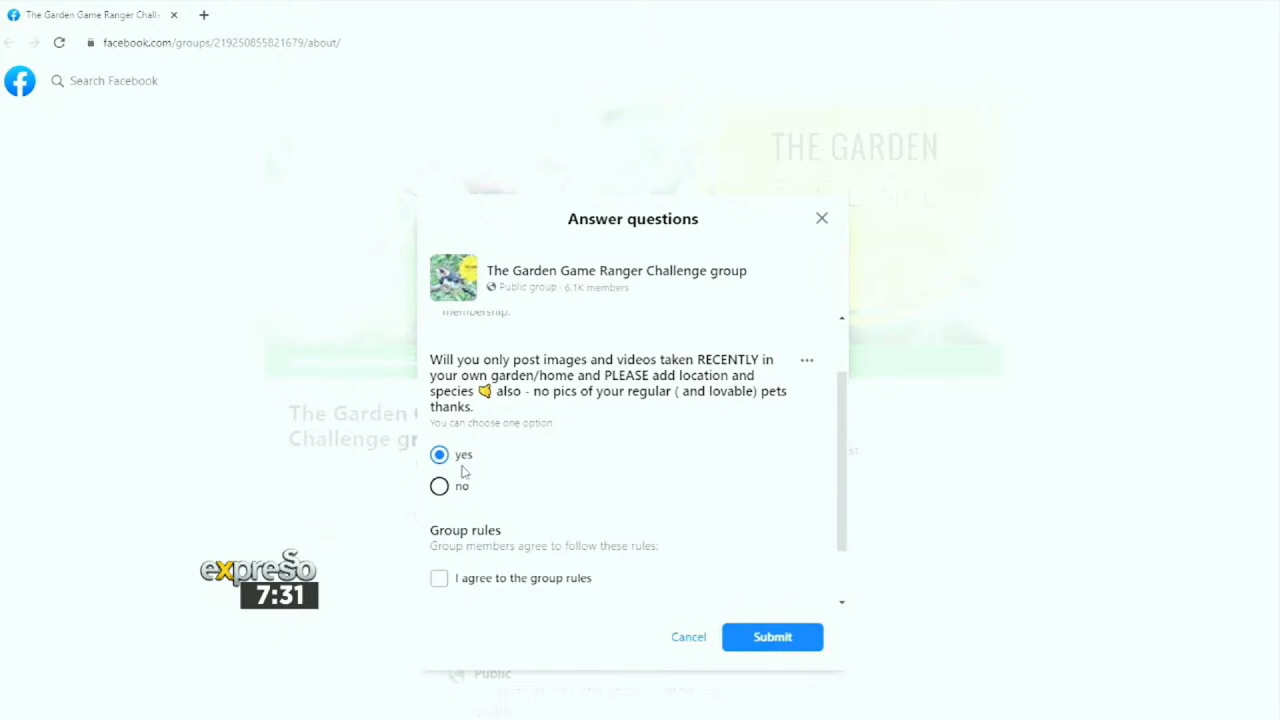 The Garden Game Ranger Chall
facebook.com/groups/219250855821679/about/
Search Facebook
THE GARDEN
Answer questions
The Garden Game Ranger Challenge group
Public group · 6.1K members
membership.
Will you only post images and videos taken RECENTLY in
your own garden/home and PLEASE add location and
species 🤙 also - no pics of your regular ( and lovable) pets
thanks.
You can choose one option
The Garden
Challenge gr
yes
no
Group rules
Group members agree to follow these rules:
I agree to the group rules
expresso
7:31
Cancel
Submit
Public